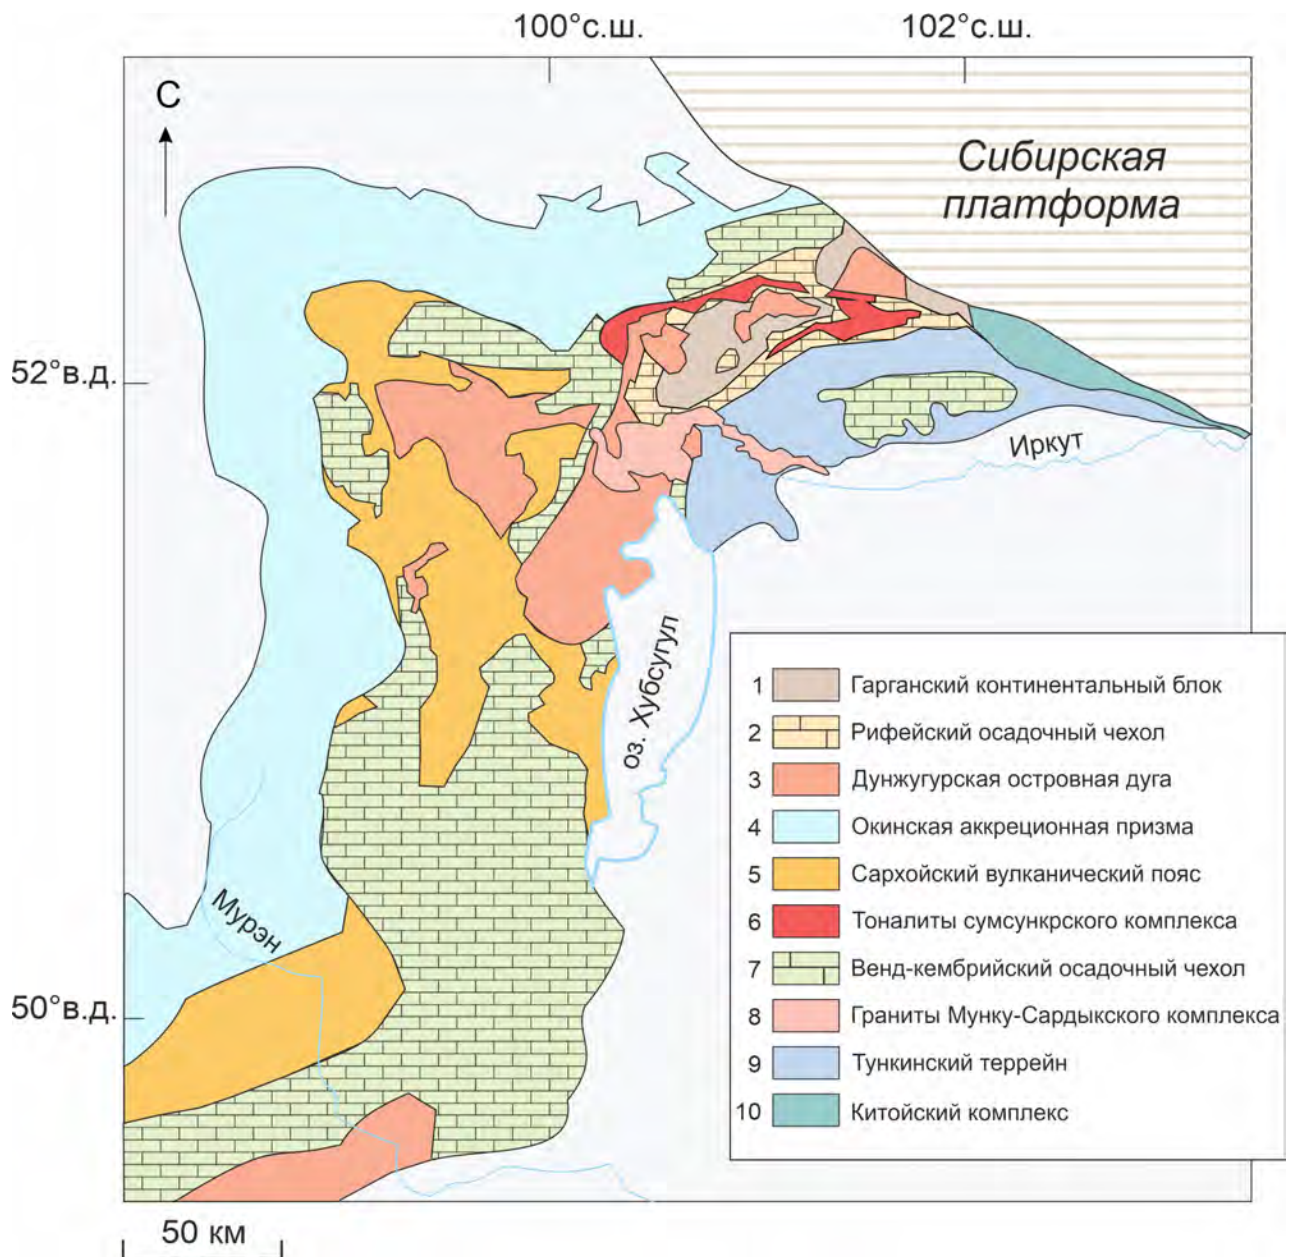 100°с.ш. 102°с.ш.
С
Сибирская
платформа
52°в.д.
Иркут
оз. Хубсугул
Мурэн
50°в.д.
1 Гарганский континентальный блок
2 Рифейский осадочный чехол
3 Дунжугурская островная дуга
4 Окинская аккреционная призма
5 Сархойский вулканический пояс
6 Тоналиты сумсункрского комплекса
7 Венд-кембрийский осадочный чехол
8 Граниты Мунку-Сардыкского комплекса
9 Тункинский террейн
10 Китойский комплекс
50 км